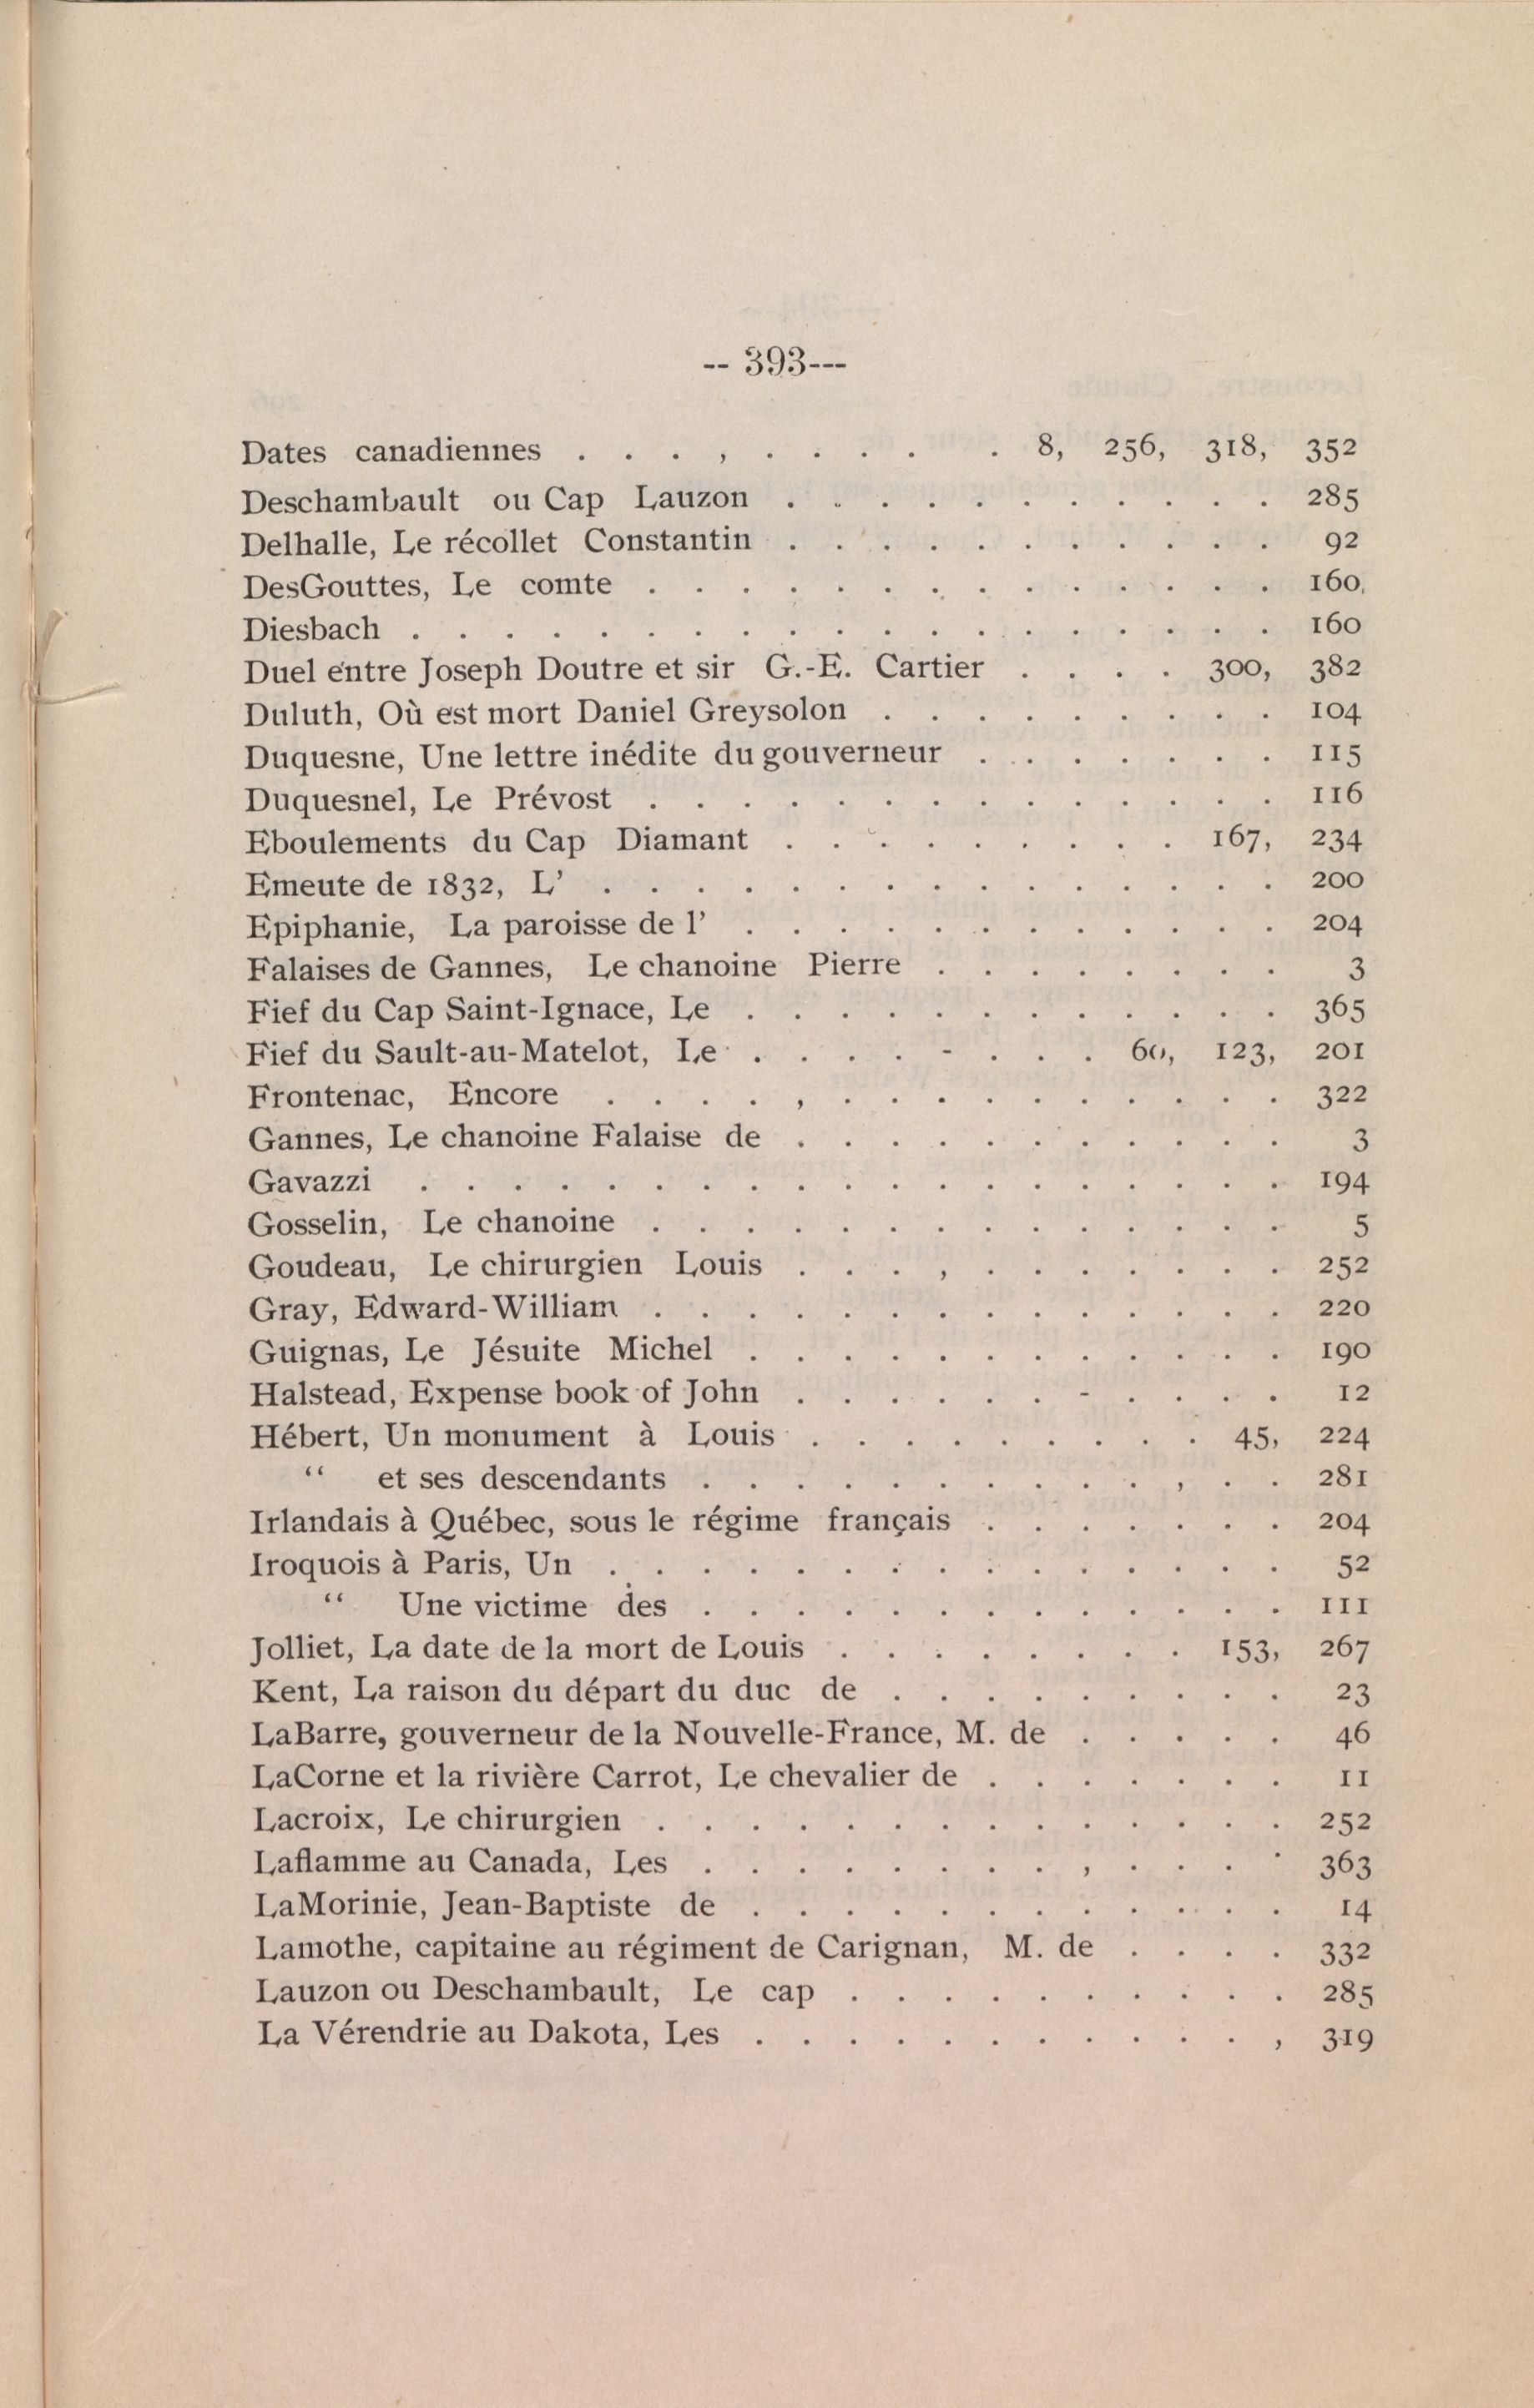 -- 393---
Dates canadiennes . . . , . . . . . 8, 256, 318, 352
Deschambault ou Cap Lauzon . . . . . . . . . . . 285
Delhalle, Le récollet Constantin . . . . . . . . . . . 92
DesGouttes, Le comte . . . . . . . . . . . . . . 160,
Diesbach . . . . . . . . . . . . . . . . . . . 160
Duel entre Joseph Doutre et sir G.-E. Cartier . . . . 300, 382
Duluth, Où est mort Daniel Greysolon . . . . . . . . . 104
Duquesne, Une lettre inédite du gouverneur . . . . . . . 115
Duquesnel, Le Prévost . . . . . . . . . . . . . . 116
Eboulements du Cap Diamant . . . . . . . . . 167, 234
Emeute de 1832, L' . . . . . . . . . . . . . . . 200
Epiphanie, La paroisse de l' . . . . . . . . . . . . 204
Falaises de Gannes, Le chanoine Pierre . . . . . . . . 3
Fief du Cap Saint-Ignace, Le . . . . . . . . . . . . 365
Fief du Sault-au-Matelot, Le . . . . - . . . 60, 123, 201
Frontenac, Encore . . . . , . . . . . . . . . . 322
Gannes, Le chanoine Falaise de . . . . . . . . . . . 3
Gavazzi . . . . . . . . . . . . . . . . . . . 194
Gosselin, Le chanoine . . . . . . . . . . . . . . 5
Goudeau, Le chirurgien Louis . . . , . . . . . . . 252
Gray, Edward-William . . . . . . . . . . . . . . 220
Guignas, Le Jésuite Michel . . . . . . . . . . . . 190
Halstead, Expense book of John . . . . . . - . . . . 12
Hébert, Un monument à Louis . . . . . . . . . 45, 224
“ et ses descendants . . . . . . . . . . , . . 281
Irlandais à Québec, sous le régime français . . . . . . . 204
Iroquois à Paris, Un . . . . . . . . . . . . . . . 52
“ Une victime des . . . . . . . . . . . . . 111
Jolliet, La date de la mort de Louis . . . . . . . . 153, 267
Kent, La raison du départ du duc de . . . . . . . . . 23
LaBarre, gouverneur de la Nouvelle-France, M. de . . . . . 46
LaCorne et la rivière Carrot, Le chevalier de . . . . . . . 11
Lacroix, Le chirurgien . . . . . . . . . . . . . . 252
Laflamme au Canada, Les . . . . . . . . , . . . . 363
LaMorinie, Jean-Baptiste de . . . . . . . . . . . . 14
Lamothe, capitaine au régiment de Carignan, M. de . . . . 332
Lauzon ou Deschambault, Le cap . . . . . . . . . . 285
La Vérendrie au Dakota, Les . . . . . . . . . . . , 319